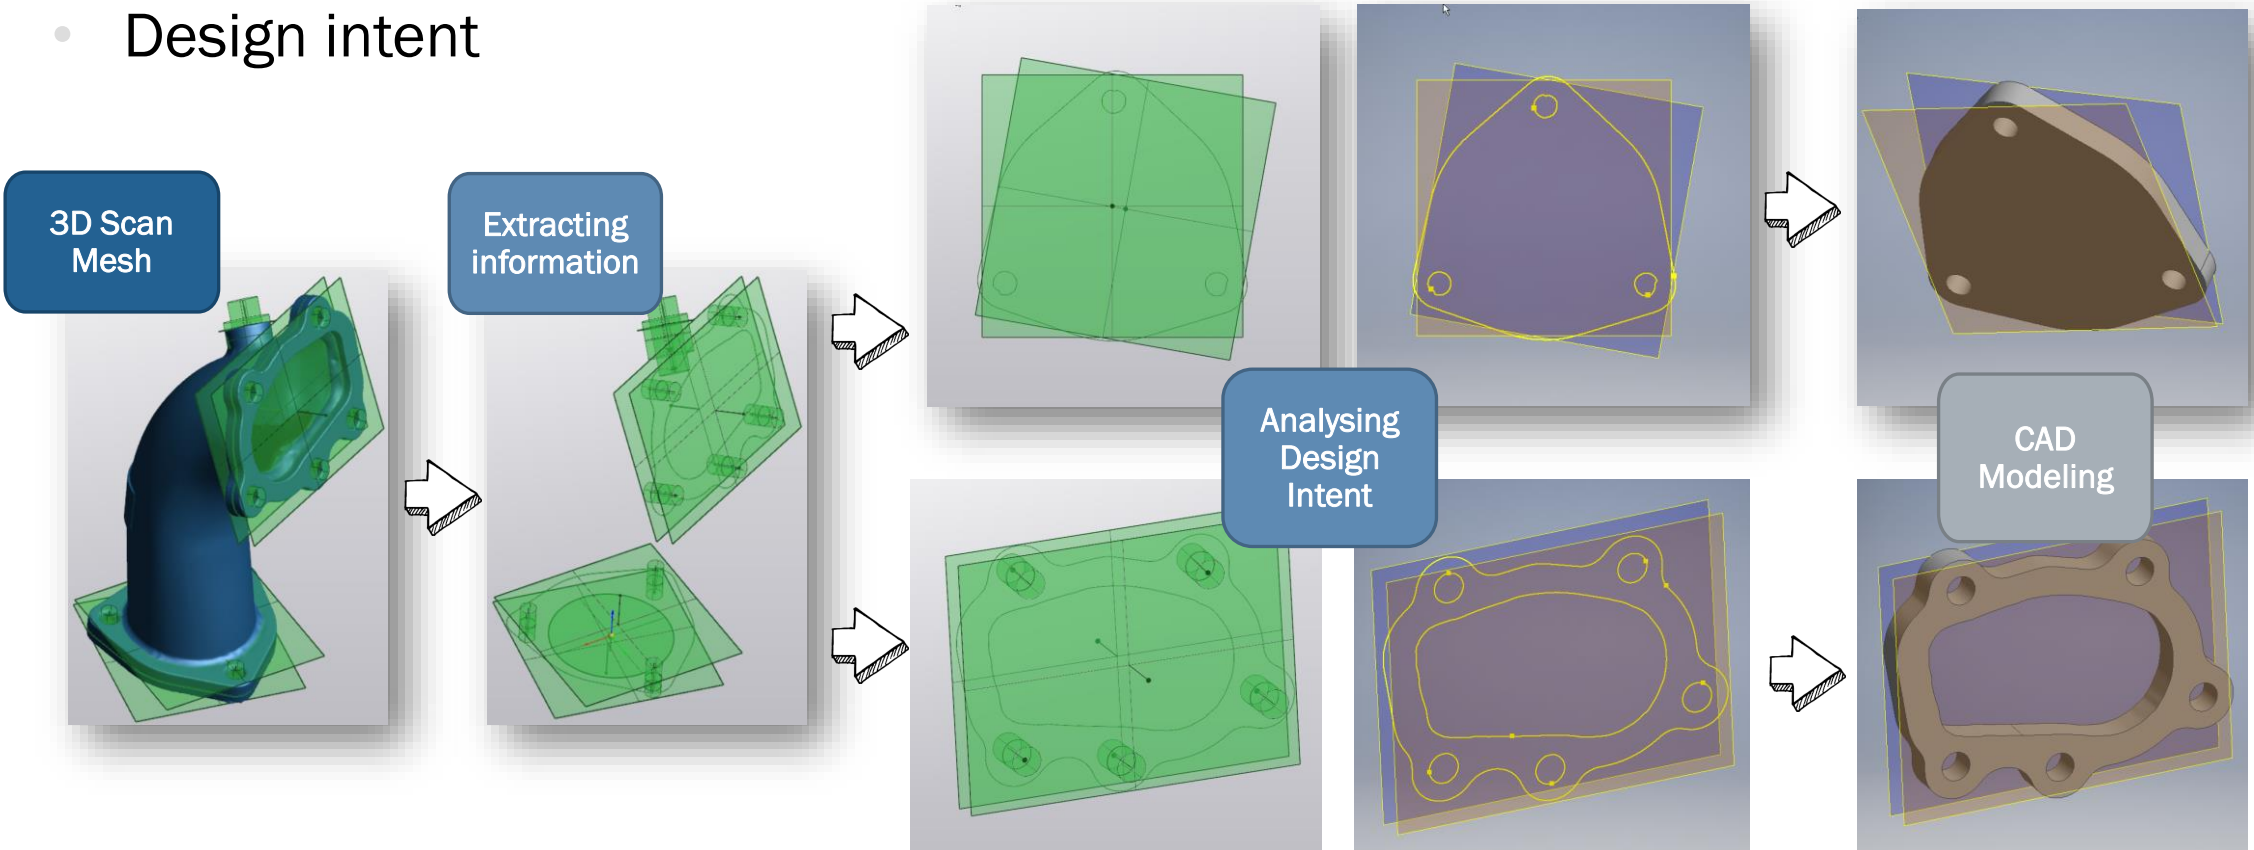 Design intent
3D Scan
Mesh
Extracting
information
Analysing
Design
Intent
CAD
Modeling